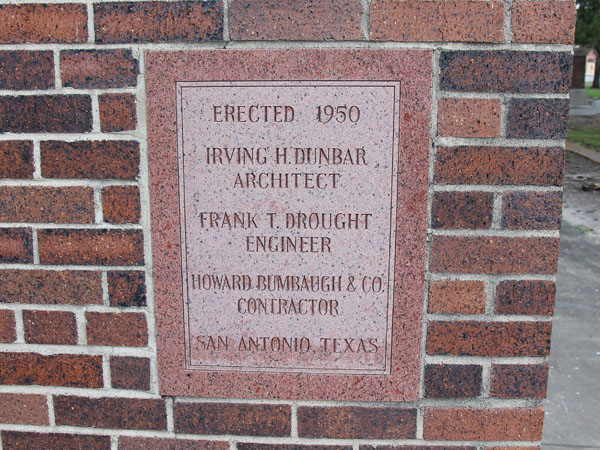 ERECTED 1950
IRVING H. DUNBAR
ARCHITECT
FRANK T. DROUGHT
ENGINEER
HOWARD BUMBAUGH & CO.
CONTRACTOR
SAN ANTONIO, TEXAS